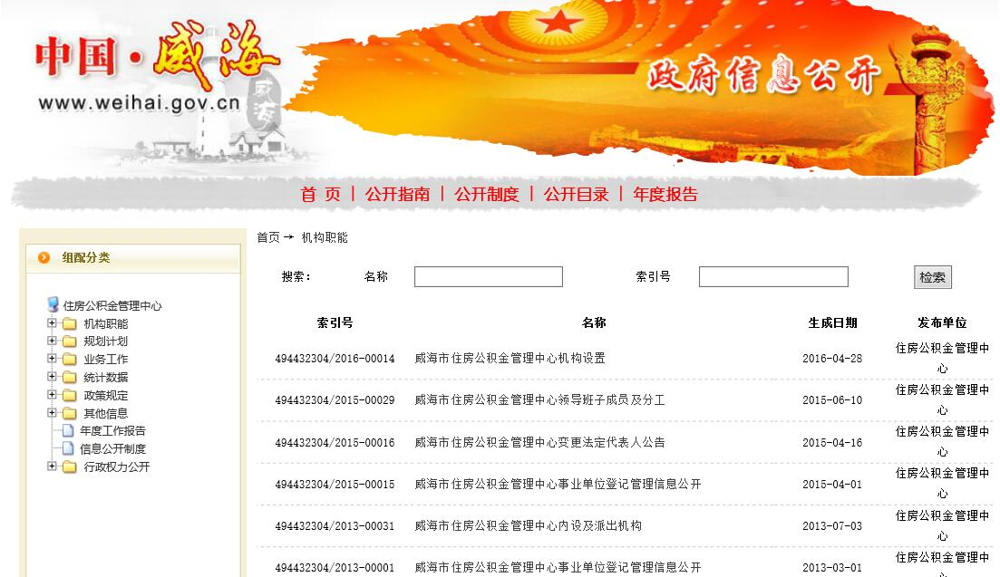 中国·威海
www.weihai.gov.cn
威海
政府信息公开
首 页 | 公开指南 | 公开制度 | 公开目录 | 年度报告
组配分类
住房公积金管理中心
机构职能
规划计划
业务工作
统计数据
政策规定
其他信息
年度工作报告
信息公开制度
行政权力公开
首页→ 机构职能
搜索: 名称 索引号 检索
索引号 名称 生成日期 发布单位
494432304/2016-00014 威海市住房公积金管理中心机构设置 2016-04-28 住房公积金管理中
心
494432304/2015-00029 威海市住房公积金管理中心领导班子成员及分工 2015-06-10 住房公积金管理中
心
494432304/2015-00016 威海市住房公积金管理中心变更法定代表人公告 2015-04-16 住房公积金管理中
心
494432304/2015-00015 威海市住房公积金管理中心事业单位登记管理信息公开 2015-04-01 住房公积金管理中
心
494432304/2013-00031 威海市住房公积金管理中心内设及派出机构 2013-07-03 住房公积金管理中
心
494432304/2013-00001 威海市住房公积金管理中心事业单位登记管理信息公开 2013-03-01 住房公积金管理中